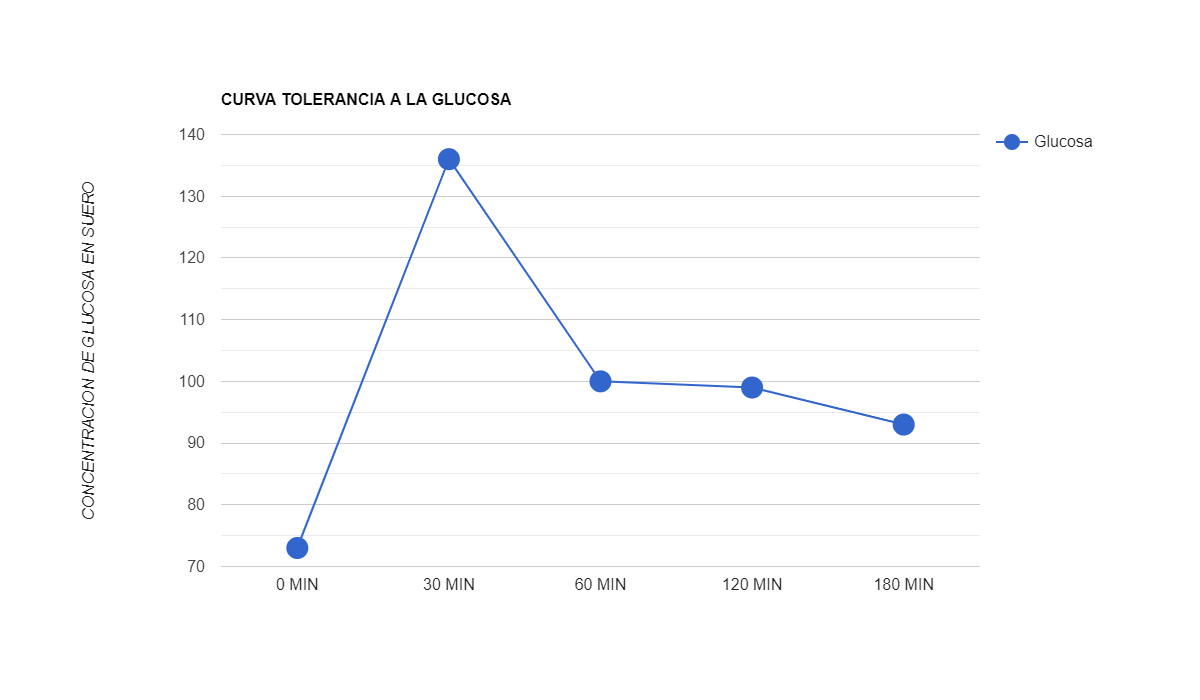 CURVA TOLERANCIA A LA GLUCOSA
Glucosa
CONCENTRACION DE GLUCOSA EN SUERO
140
130
120
110
100
90
80
70
0 MIN
30 MIN
60 MIN
120 MIN
180 MIN